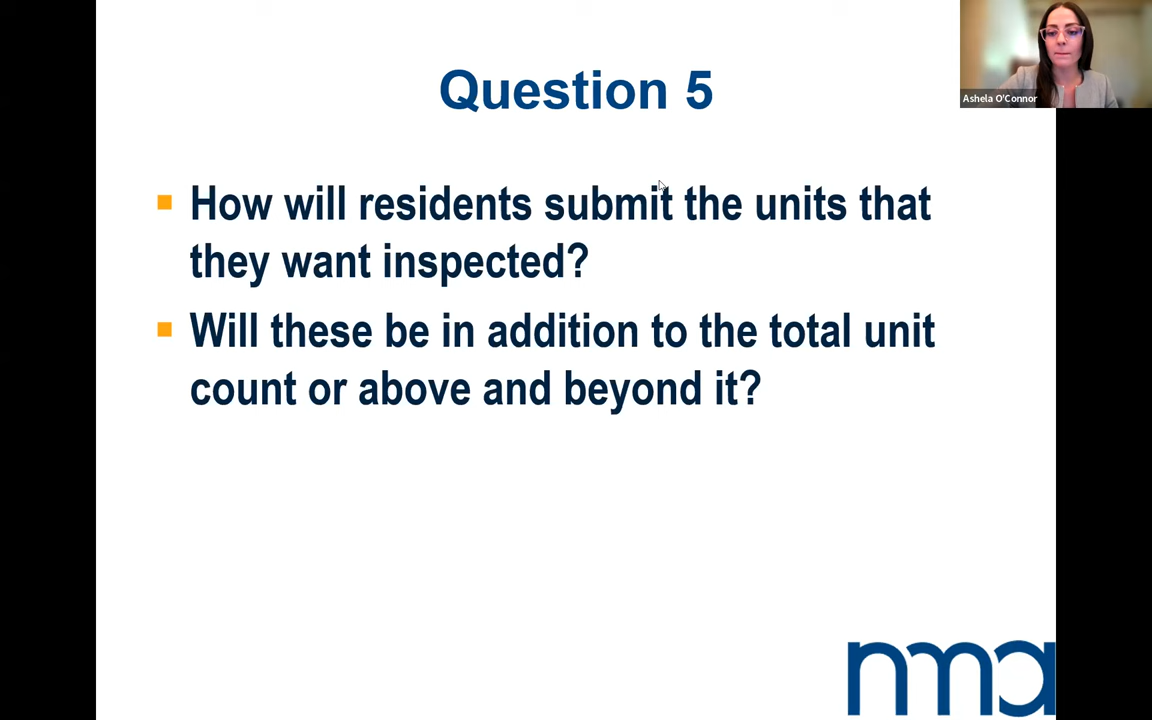 Question 5
Ashela O'Connor
How will residents submit the units that
they want inspected?
Will these be in addition to the total unit
count or above and beyond it?
nma